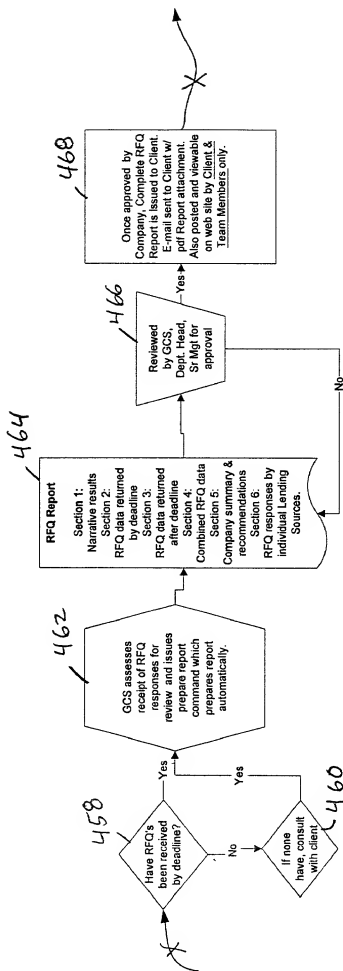 458
Have RFQ's
been received
by deadline?
Yes
No
460
If none
have, consult
with client
Yes
462
GCS assesses
receipt of RFQ
responses for
review and issues
prepare report
command which
prepares report
automatically.
464
RFQ Report
Section 1:
Narrative results
Section 2:
RFQ data returned
by deadline
Section 3:
RFQ data returned
after deadline
Section 4:
Combined RFQ data
Section 5:
Company summary &
recommendations
Section 6:
RFQ responses by
individual Lending
Sources.
466
Reviewed
by GCS,
Dept. Head,
Sr Mgt for
approval
Yes
No
468
Once approved by
Company, Complete RFQ
Report is Issued to Client.
E-mail sent to Client w/
pdf Report attachment.
Also posted and viewable
on web site by Client &
Team Members only.